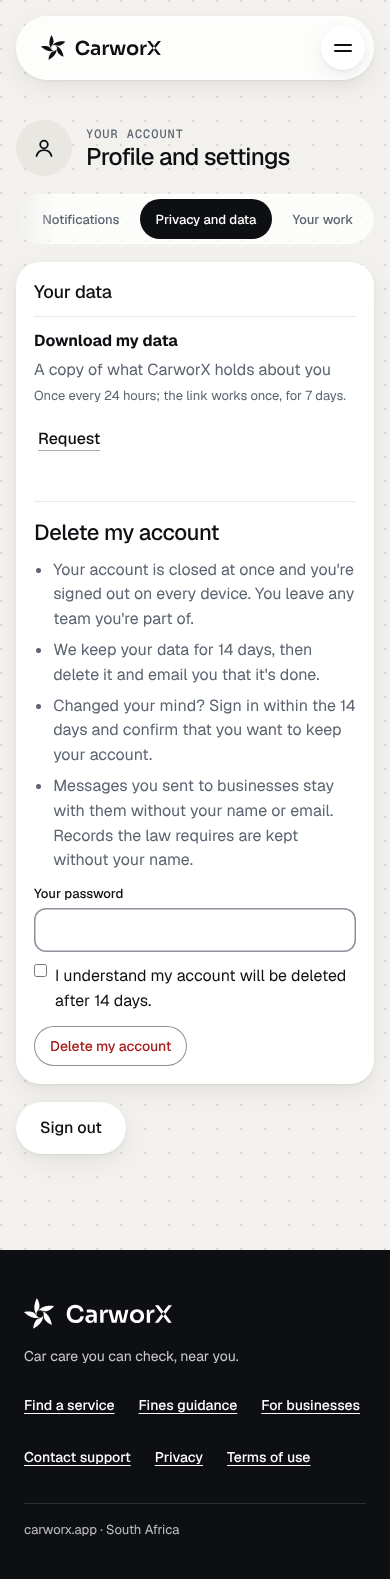 CarworX
YOUR ACCOUNT
Profile and settings
Notifications
Privacy and data
Your work
Your data
Download my data
A copy of what CarworX holds about you
Once every 24 hours; the link works once, for 7 days.
Request
Delete my account
• Your account is closed at once and you're
signed out on every device. You leave any
team you're part of.
• We keep your data for 14 days, then
delete it and email you that it's done.
• Changed your mind? Sign in within the 14
days and confirm that you want to keep
your account.
• Messages you sent to businesses stay
with them without your name or email.
Records the law requires are kept
without your name.
Your password
I understand my account will be deleted
after 14 days.
Delete my account
Sign out
CarworX
Car care you can check, near you.
Find a service
Fines guidance
For businesses
Contact support
Privacy
Terms of use
carworx.app · South Africa